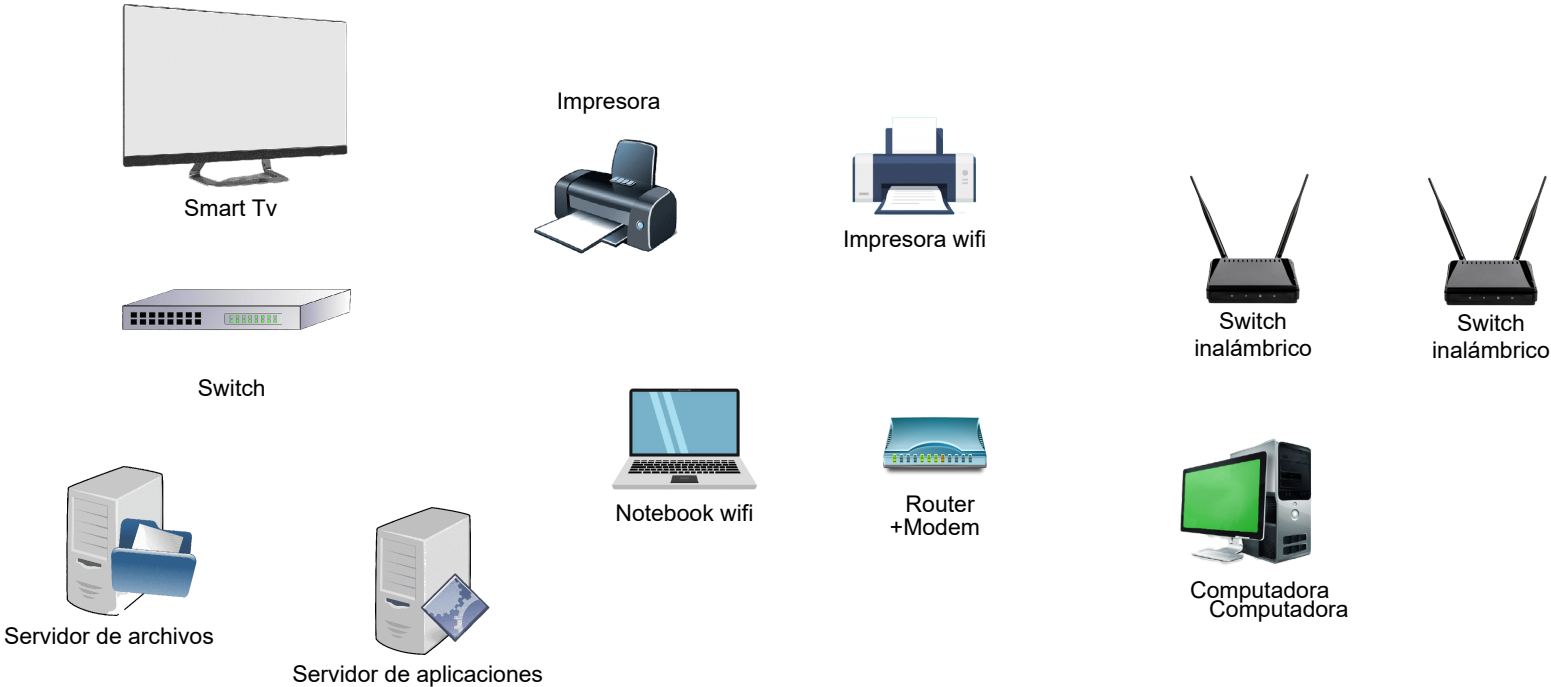 Impresora
Smart Tv
Impresora wifi
Switch
inalámbrico
Switch
inalámbrico
Switch
Notebook wifi
Router
+Modem
Computadora
Computadora
Servidor de archivos
Servidor de aplicaciones